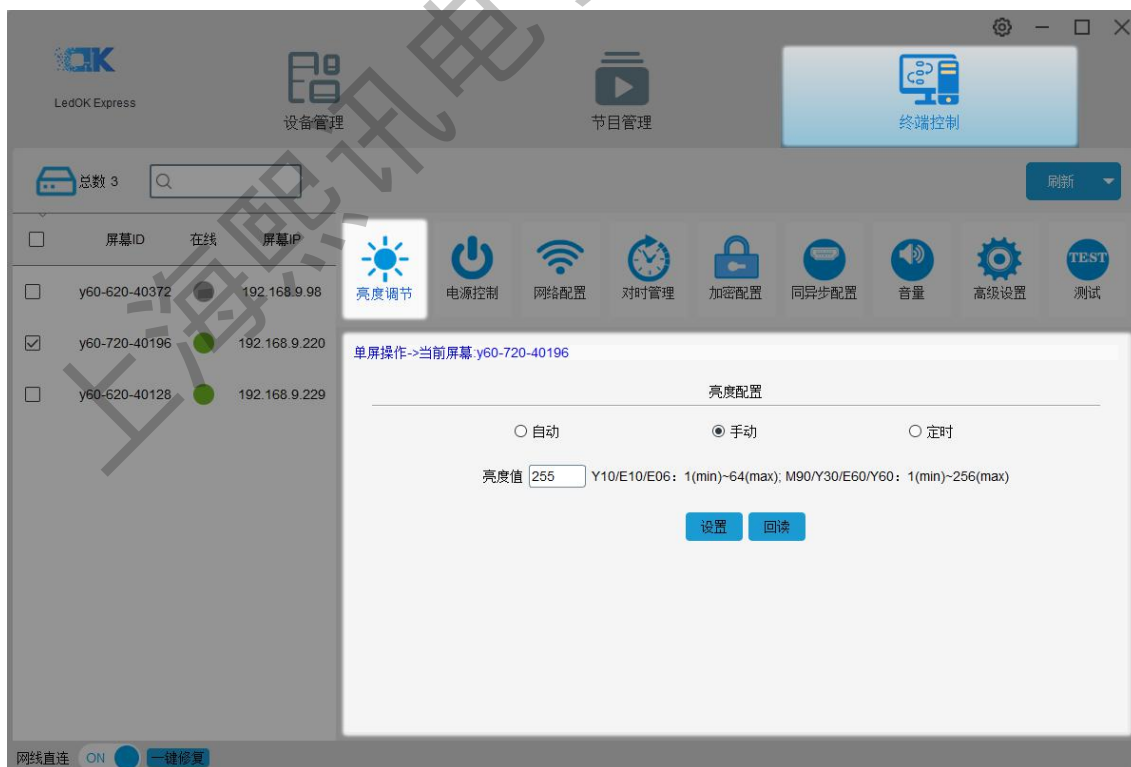 LedOK Express
设备管理
节目管理
终端控制
总数 3
刷新
屏幕ID 在线 屏幕IP
亮度调节 电源控制 网络配置 对时管理 加密配置 同异步配置 音量 高级设置 TEST 测试
y60-620-40372 192.168.9.98
y60-720-40196 192.168.9.220
y60-620-40128 192.168.9.229
单屏操作->当前屏幕:y60-720-40196
亮度配置
自动 手动 定时
亮度值 255 Y10/E10/E06：1(min)~64(max); M90/Y30/E60/Y60：1(min)~256(max)
设置 回读
网线直连 ON 一键修复
上海熙讯电